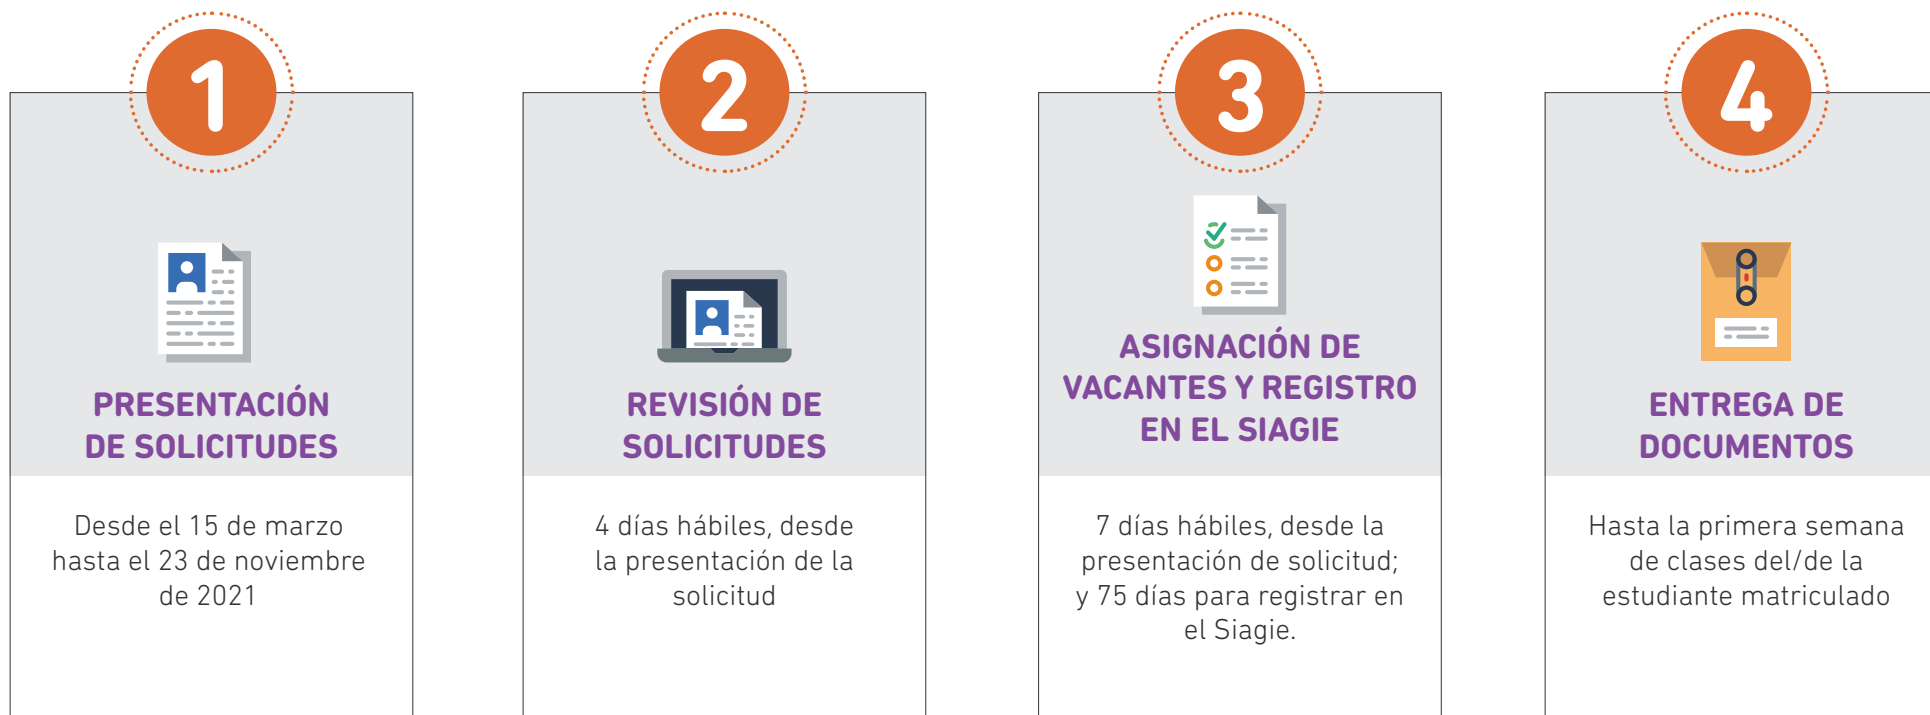 1
PRESENTACIÓN
DE SOLICITUDES
Desde el 15 de marzo
hasta el 23 de noviembre
de 2021
2
REVISIÓN DE
SOLICITUDES
4 días hábiles, desde
la presentación de la
solicitud
3
ASIGNACIÓN DE
VACANTES Y REGISTRO
EN EL SIAGIE
7 días hábiles, desde la
presentación de solicitud;
y 75 días para registrar en
el Siagie.
4
ENTREGA DE
DOCUMENTOS
Hasta la primera semana
de clases del/de la
estudiante matriculado